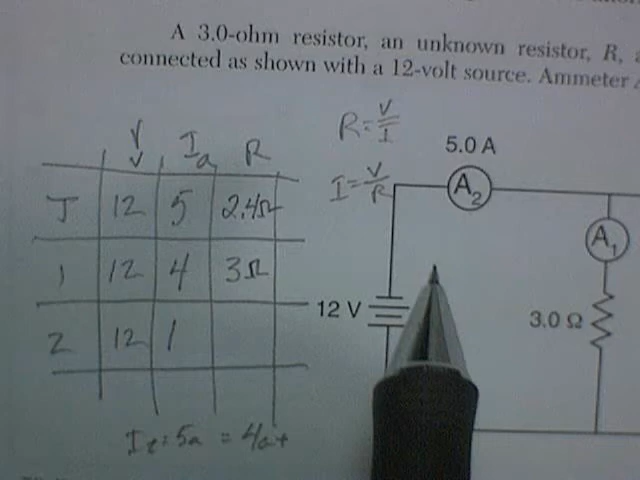 A 3.0-ohm resistor, an unknown resistor, R,
connected as shown with a 12-volt source. Ammeter
R = V/I
I = V/R
5.0 A
A2
A1
12 V
3.0 Ω
V I R
V a
T 12 5 2.4Ω
1 12 4 3Ω
2 12 1
It = 5a = 4a +